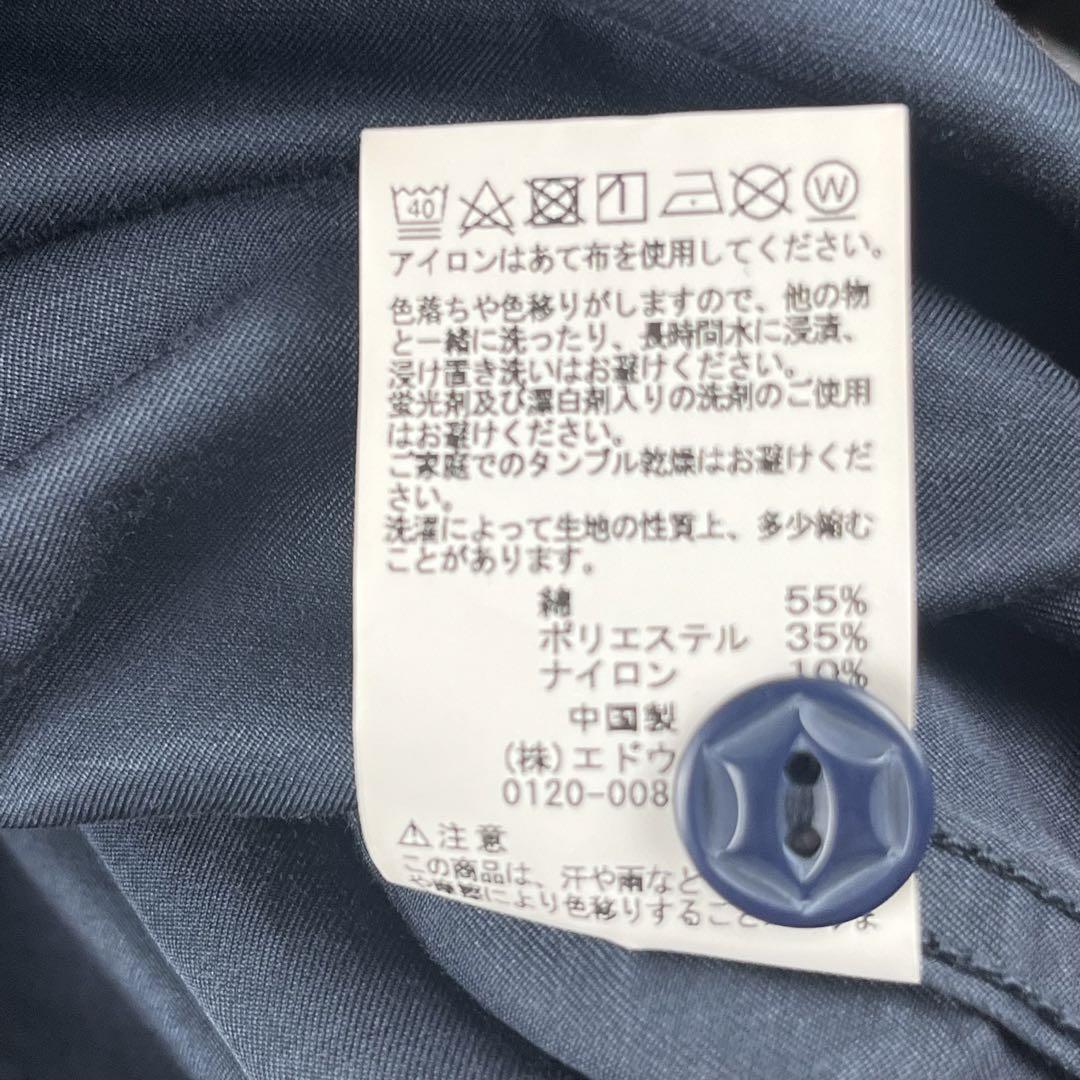 40 W
アイロンはあて布を使用してください。
色落ちや色移りがしますので、他の物
と一緒に洗ったり、長時間水に浸漬、
浸け置き洗いはお避けください。
蛍光剤及び漂白剤入りの洗剤のご使用
はお避けください。
ご家庭でのタンブル乾燥はお避けくだ
さい。
洗濯によって生地の性質上、多少縮む
ことがあります。
綿 55%
ポリエステル 35%
ナイロン 10%
中国製
(株)エドウ
0120-008
⚠注意
この商品は、汗や雨など
により色移りすること